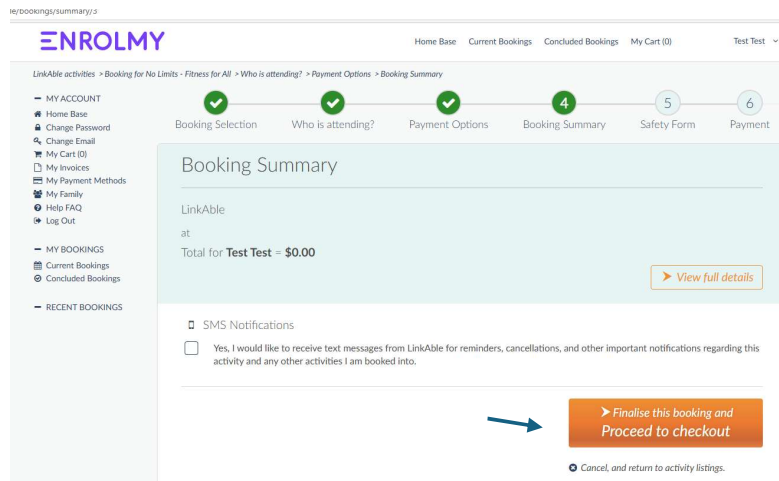 ie/bookings/summary/3
ENROLMY
Home Base Current Bookings Concluded Bookings My Cart (0) Test Test
LinkAble activities > Booking for No Limits - Fitness for All > Who is attending? > Payment Options > Booking Summary
MY ACCOUNT
Home Base
Change Password
Change Email
My Cart (0)
My Invoices
My Payment Methods
My Family
Help FAQ
Log Out
MY BOOKINGS
Current Bookings
Concluded Bookings
RECENT BOOKINGS
4 5 6
Booking Selection Who is attending? Payment Options Booking Summary Safety Form Payment
Booking Summary
LinkAble
at
Total for Test Test = $0.00
View full details
SMS Notifications
Yes, I would like to receive text messages from LinkAble for reminders, cancellations, and other important notifications regarding this
activity and any other activities I am booked into.
Finalise this booking and
Proceed to checkout
Cancel, and return to activity listings.